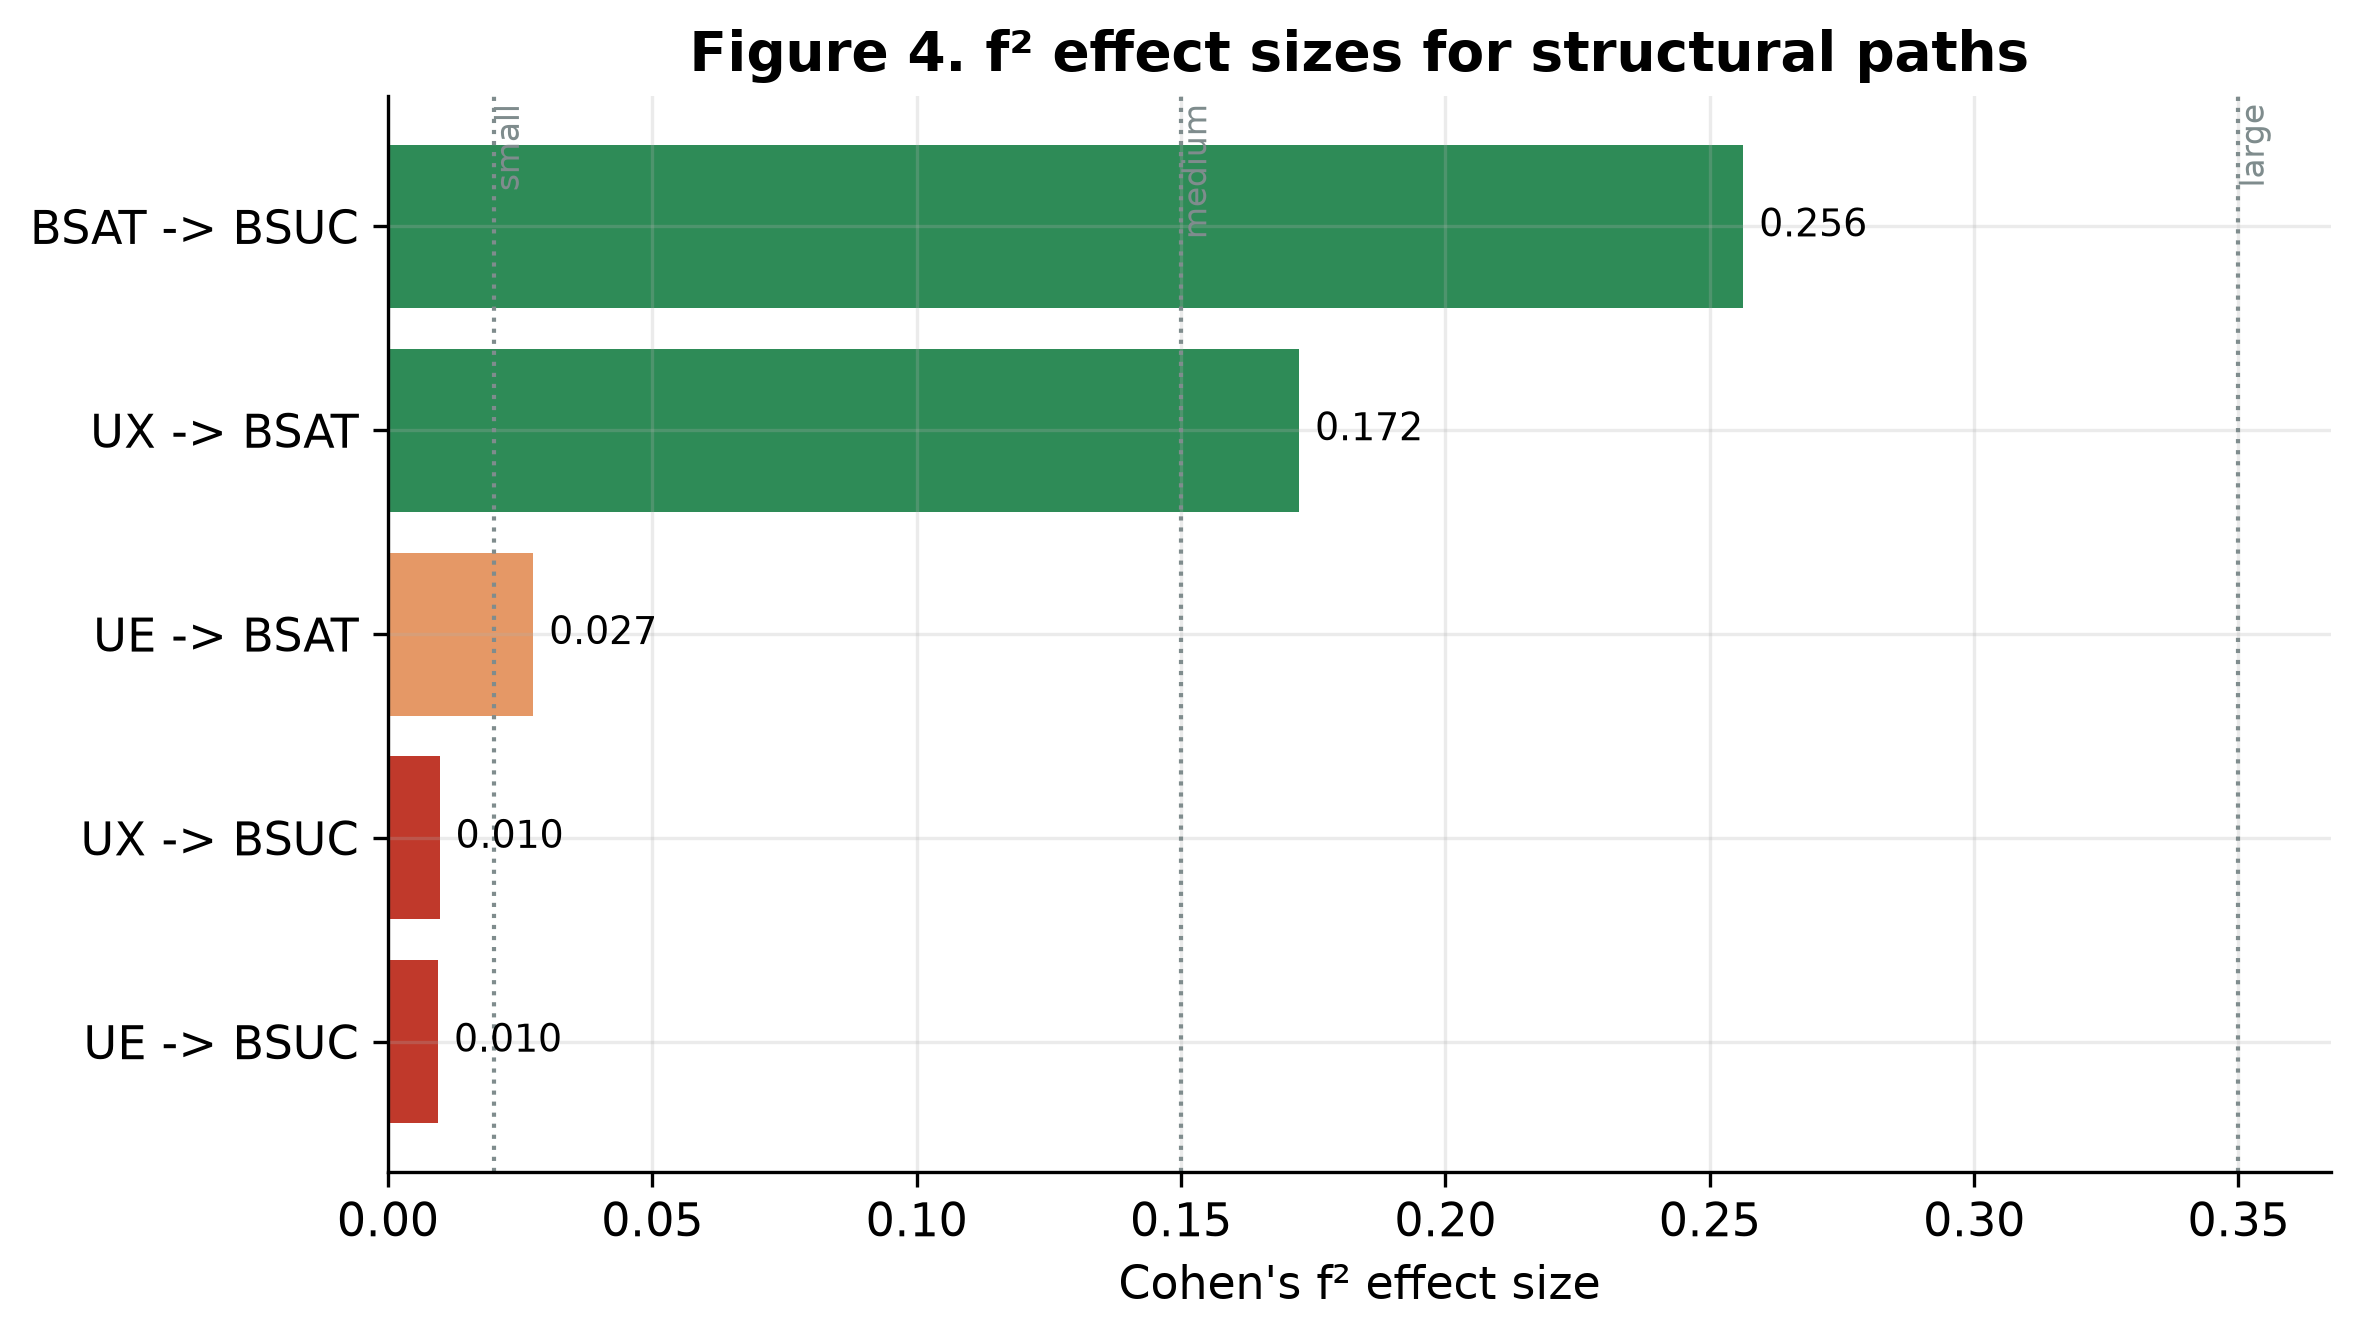 Figure 4. f² effect sizes for structural paths
small
medium
large
BSAT -> BSUC
0.256
UX -> BSAT
0.172
UE -> BSAT
0.027
UX -> BSUC
0.010
UE -> BSUC
0.010
0.00 0.05 0.10 0.15 0.20 0.25 0.30 0.35
Cohen's f² effect size